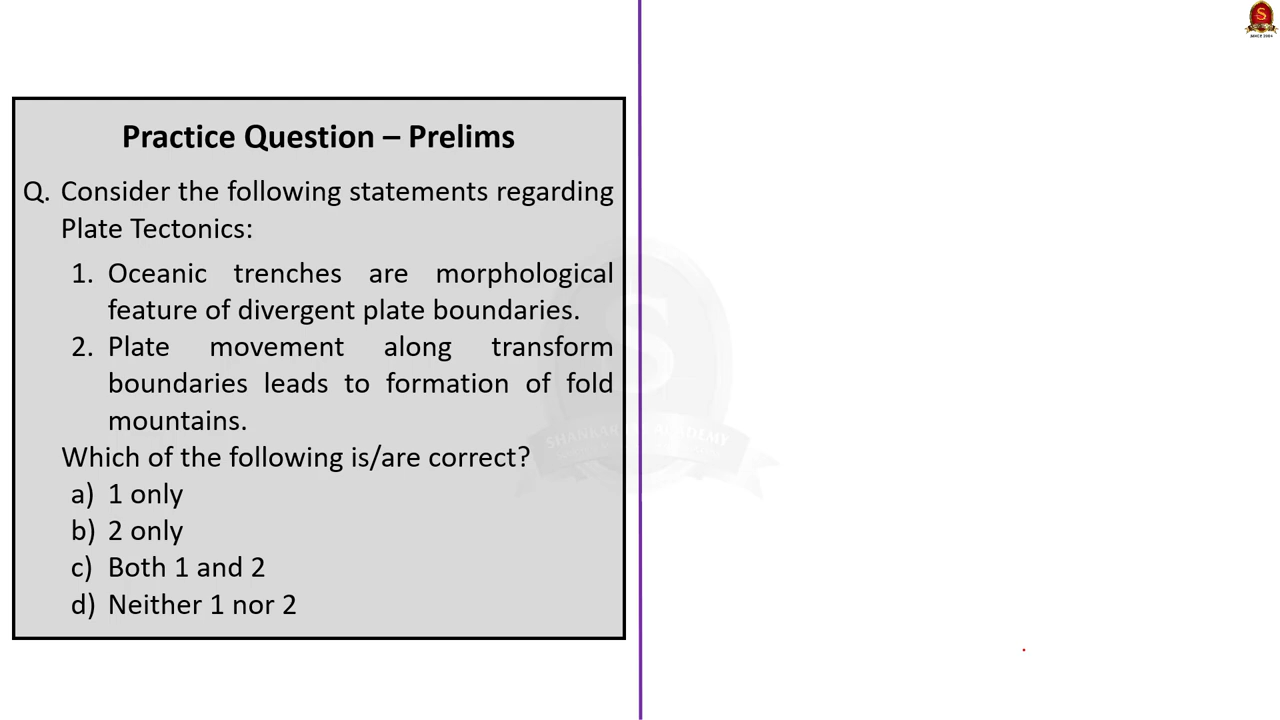 Practice Question – Prelims
Q. Consider the following statements regarding
Plate Tectonics:
1. Oceanic trenches are morphological
feature of divergent plate boundaries.
2. Plate movement along transform
boundaries leads to formation of fold
mountains.
Which of the following is/are correct?
a) 1 only
b) 2 only
c) Both 1 and 2
d) Neither 1 nor 2
S
SINCE 2004